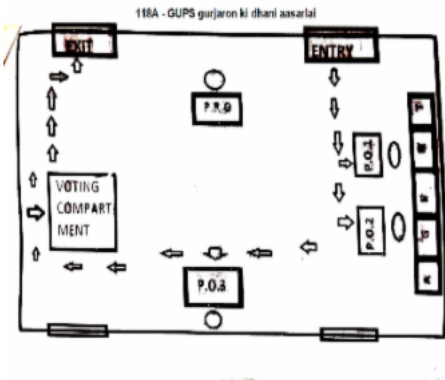 118A - GUPS gurjaron ki dhani aasarlai
EXIT
ENTRY
P.R.O
P.O.1
VOTING
COMPART
MENT
P.O.2
P.O.3